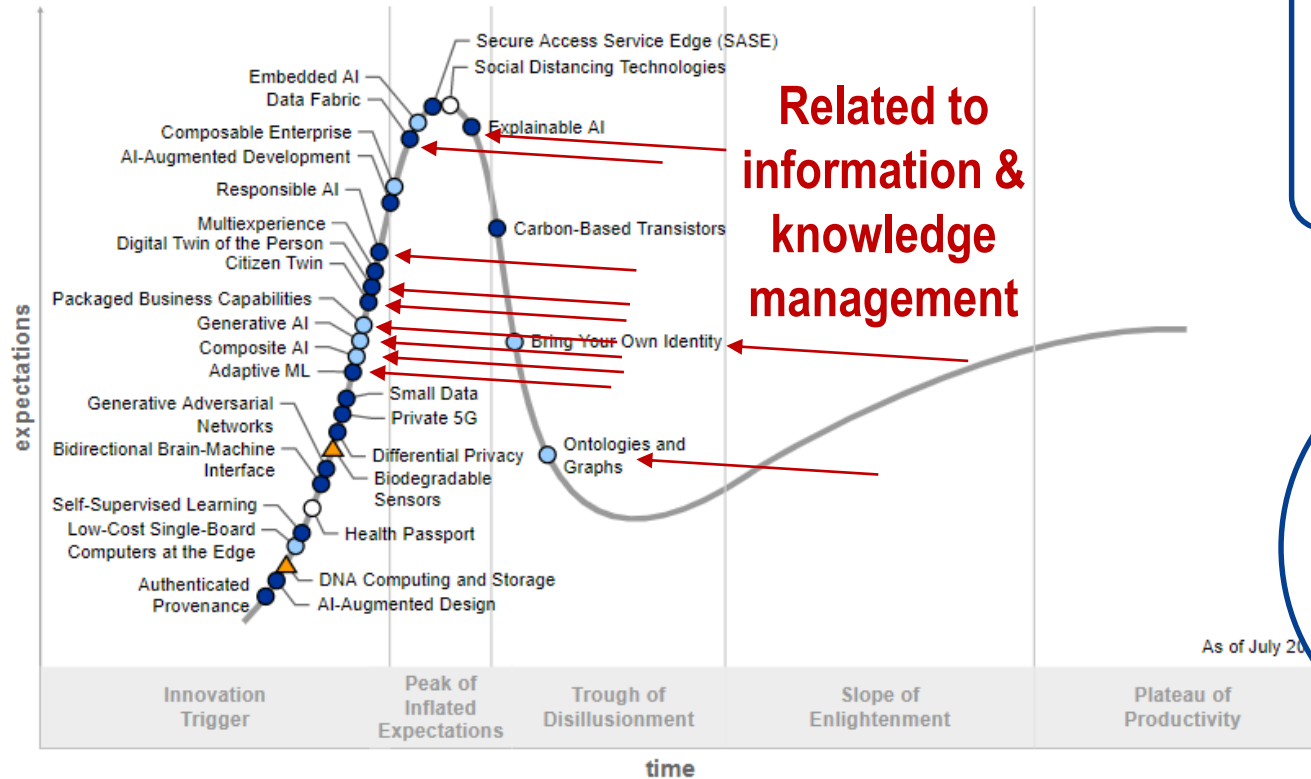 Secure Access Service Edge (SASE)
Social Distancing Technologies
Embedded AI
Data Fabric
Explainable AI
Composable Enterprise
AI-Augmented Development
Responsible AI
Multiexperience
Digital Twin of the Person
Citizen Twin
Carbon-Based Transistors
Packaged Business Capabilities
Generative AI
Composite AI
Adaptive ML
Bring Your Own Identity
Small Data
Private 5G
Generative Adversarial
Networks
Differential Privacy
Bidirectional Brain-Machine
Interface
Biodegradable
Sensors
Ontologies and
Graphs
Self-Supervised Learning
Health Passport
Low-Cost Single-Board
Computers at the Edge
DNA Computing and Storage
Authenticated
Provenance
AI-Augmented Design
Related to
information &
knowledge
management
expectations
As of July
Innovation
Trigger
Peak of
Inflated
Expectations
Trough of
Disillusionment
Slope of
Enlightenment
Plateau of
Productivity
time